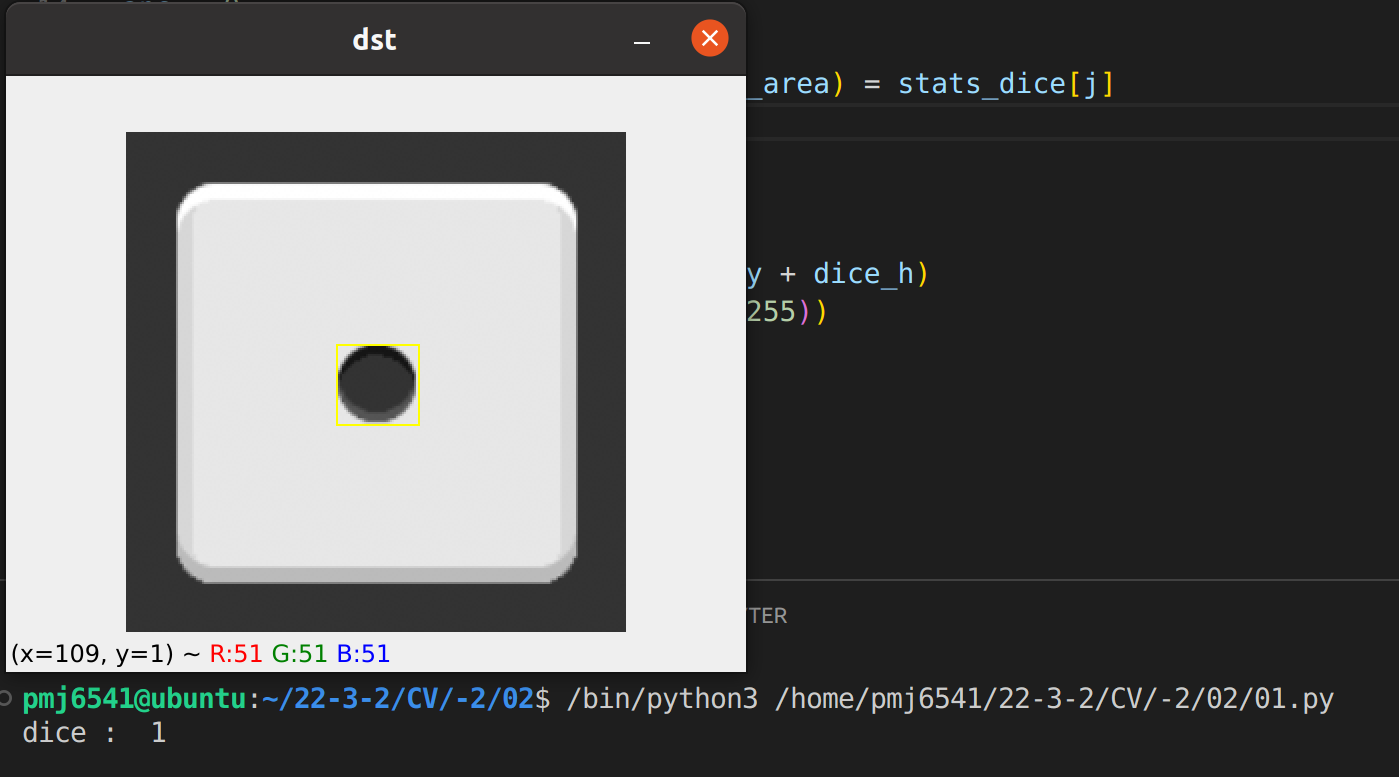 dst
_area) = stats_dice[j]
y + dice_h)
255))
TER
(x=109, y=1) ~ R:51 G:51 B:51
pmj6541@ubuntu:~/22-3-2/CV/-2/02$ /bin/python3 /home/pmj6541/22-3-2/CV/-2/02/01.py
dice :  1